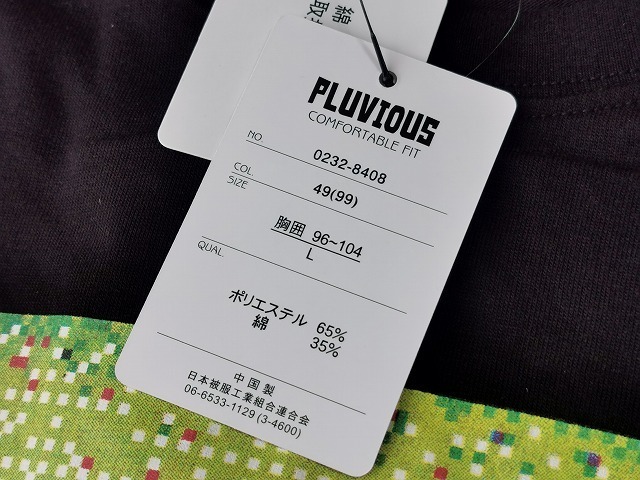 綿
取
PLUVIOUS
COMFORTABLE FIT
NO 0232-8408
COL. 49(99)
SIZE
胸囲 96~104
L
QUAL.
ポリエステル 65%
綿 35%
中国製
日本被服工業組合連合会
06-6533-1129 (3-4600)